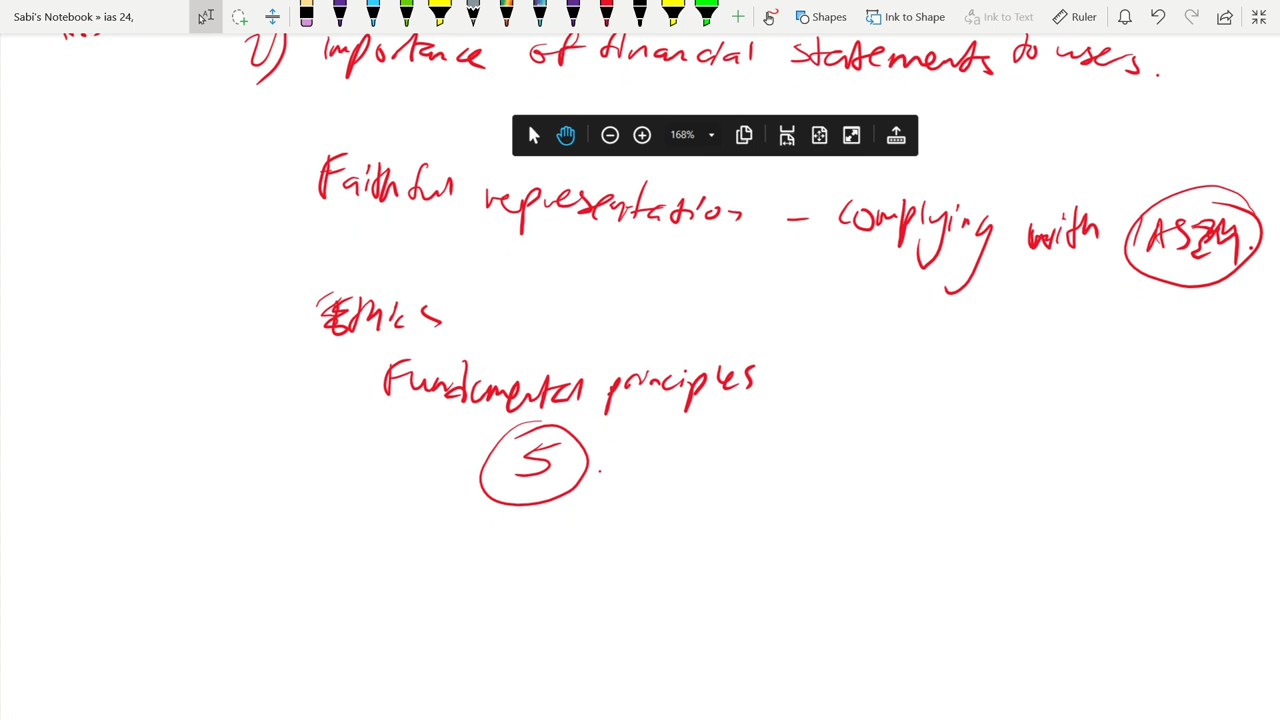 Sabi's Notebook » ias 24,
Shapes
Ink to Shape
Ink to Text
Ruler
v) importance of financial statements to users.
168%
Faithful representation - complying with IAS 24.
Ethics
Fundamental principles
5.